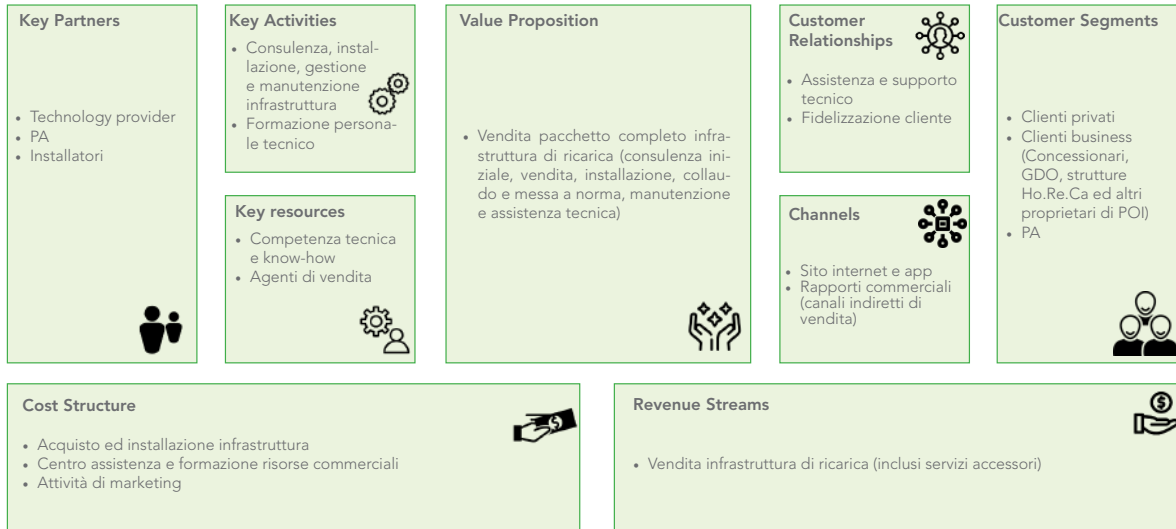 Key Partners
• Technology provider
• PA
• Installatori
Key Activities
• Consulenza, instal-
lazione, gestione
e manutenzione
infrastruttura
• Formazione persona-
le tecnico
Key resources
• Competenza tecnica
e know-how
• Agenti di vendita
Value Proposition
• Vendita pacchetto completo infra-
struttura di ricarica (consulenza ini-
ziale, vendita, installazione, collau-
do e messa a norma, manutenzione
e assistenza tecnica)
Customer
Relationships
• Assistenza e supporto
tecnico
• Fidelizzazione cliente
Channels
• Sito internet e app
• Rapporti commerciali
(canali indiretti di
vendita)
Customer Segments
• Clienti privati
• Clienti business
(Concessionari,
GDO, strutture
Ho.Re.Ca ed altri
proprietari di POI)
• PA
Cost Structure
• Acquisto ed installazione infrastruttura
• Centro assistenza e formazione risorse commerciali
• Attività di marketing
Revenue Streams
• Vendita infrastruttura di ricarica (inclusi servizi accessori)